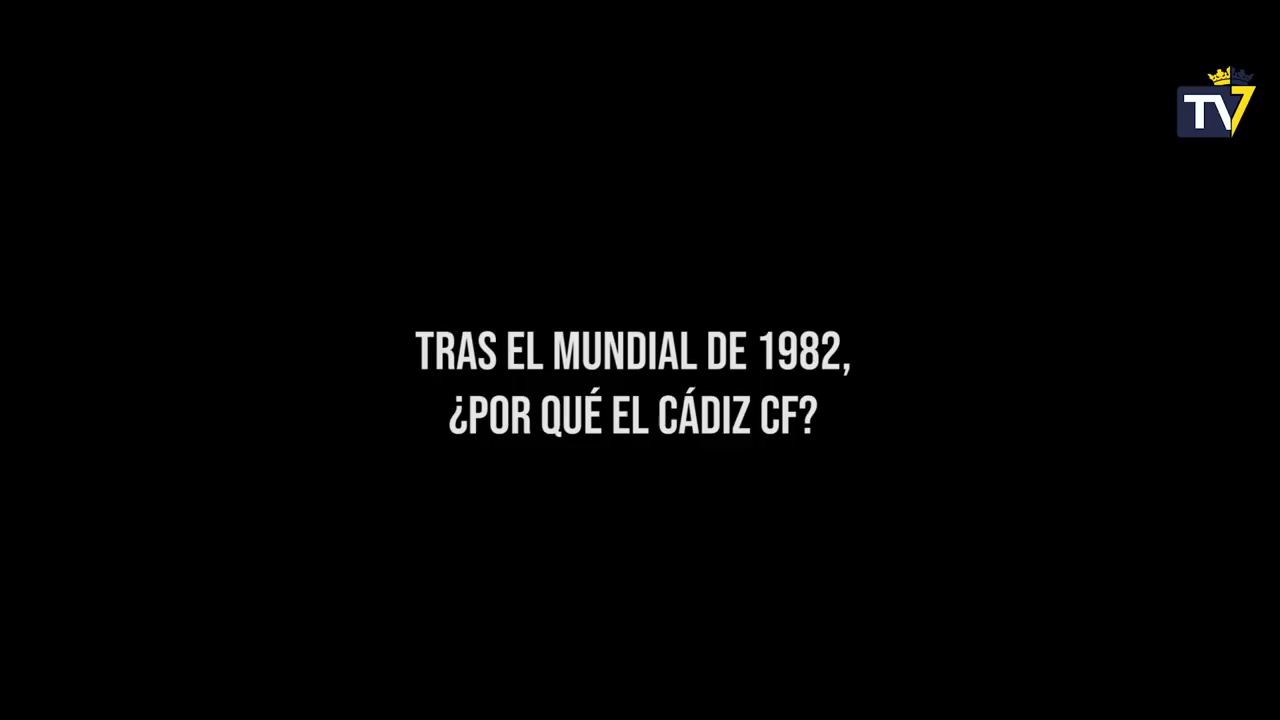 TV7
TRAS EL MUNDIAL DE 1982,
¿POR QUÉ EL CÁDIZ CF?